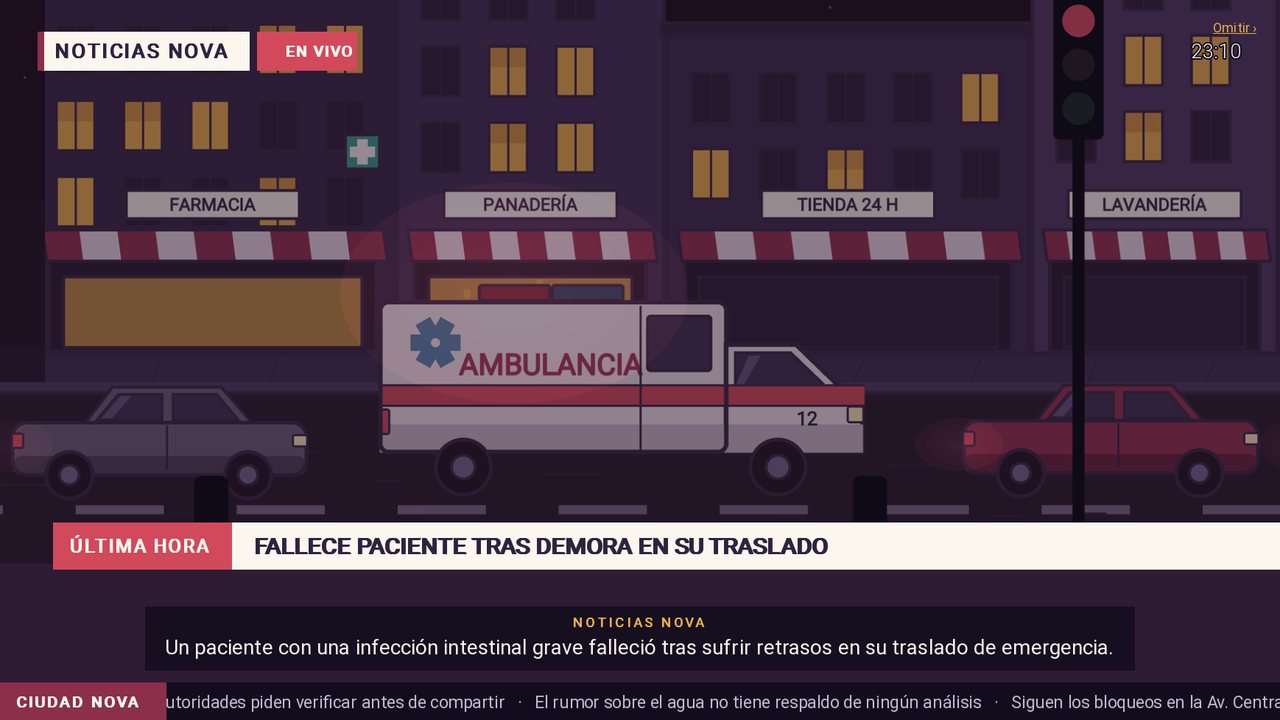 NOTICIAS NOVA
EN VIVO
Omitir ›
23:10
FARMACIA
PANADERÍA
TIENDA 24 H
LAVANDERÍA
AMBULANCIA
12
ÚLTIMA HORA
FALLECE PACIENTE TRAS DEMORA EN SU TRASLADO
NOTICIAS NOVA
Un paciente con una infección intestinal grave falleció tras sufrir retrasos en su traslado de emergencia.
CIUDAD NOVA
utoridades piden verificar antes de compartir · El rumor sobre el agua no tiene respaldo de ningún análisis · Siguen los bloqueos en la Av. Centra